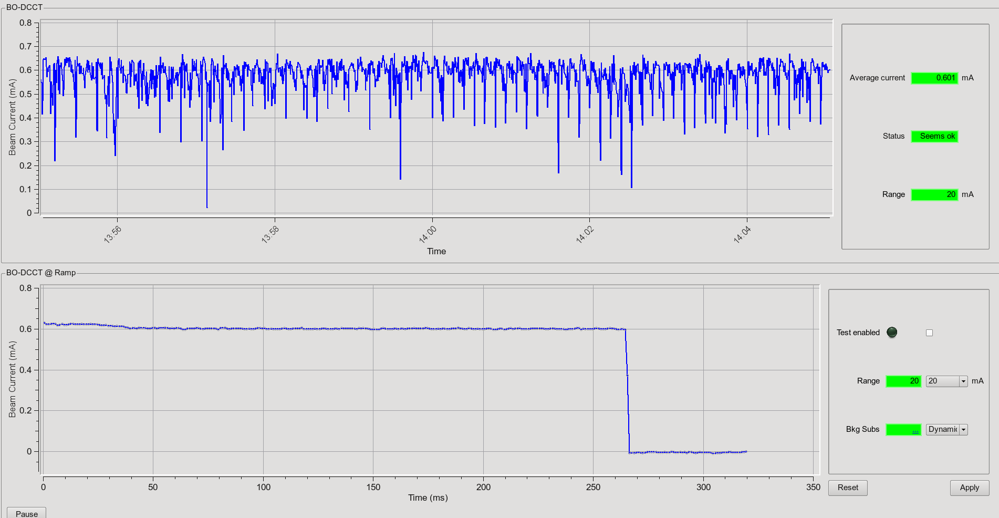 BO-DCCT
0.8
0.7
0.6
0.5
0.4
0.3
0.2
0.1
0
Beam Current (mA)
13:56
13:58
14:00
14:02
14:04
Time
Average current 0.601 mA
Status Seems ok
Range 20 mA
BO-DCCT @ Ramp
0.8
0.6
0.4
0.2
0
Beam Current (mA)
0 50 100 150 200 250 300 350
Time (ms)
Test enabled
Range 20 20 mA
Bkg Subs ... Dynamic
Reset Apply
Pause